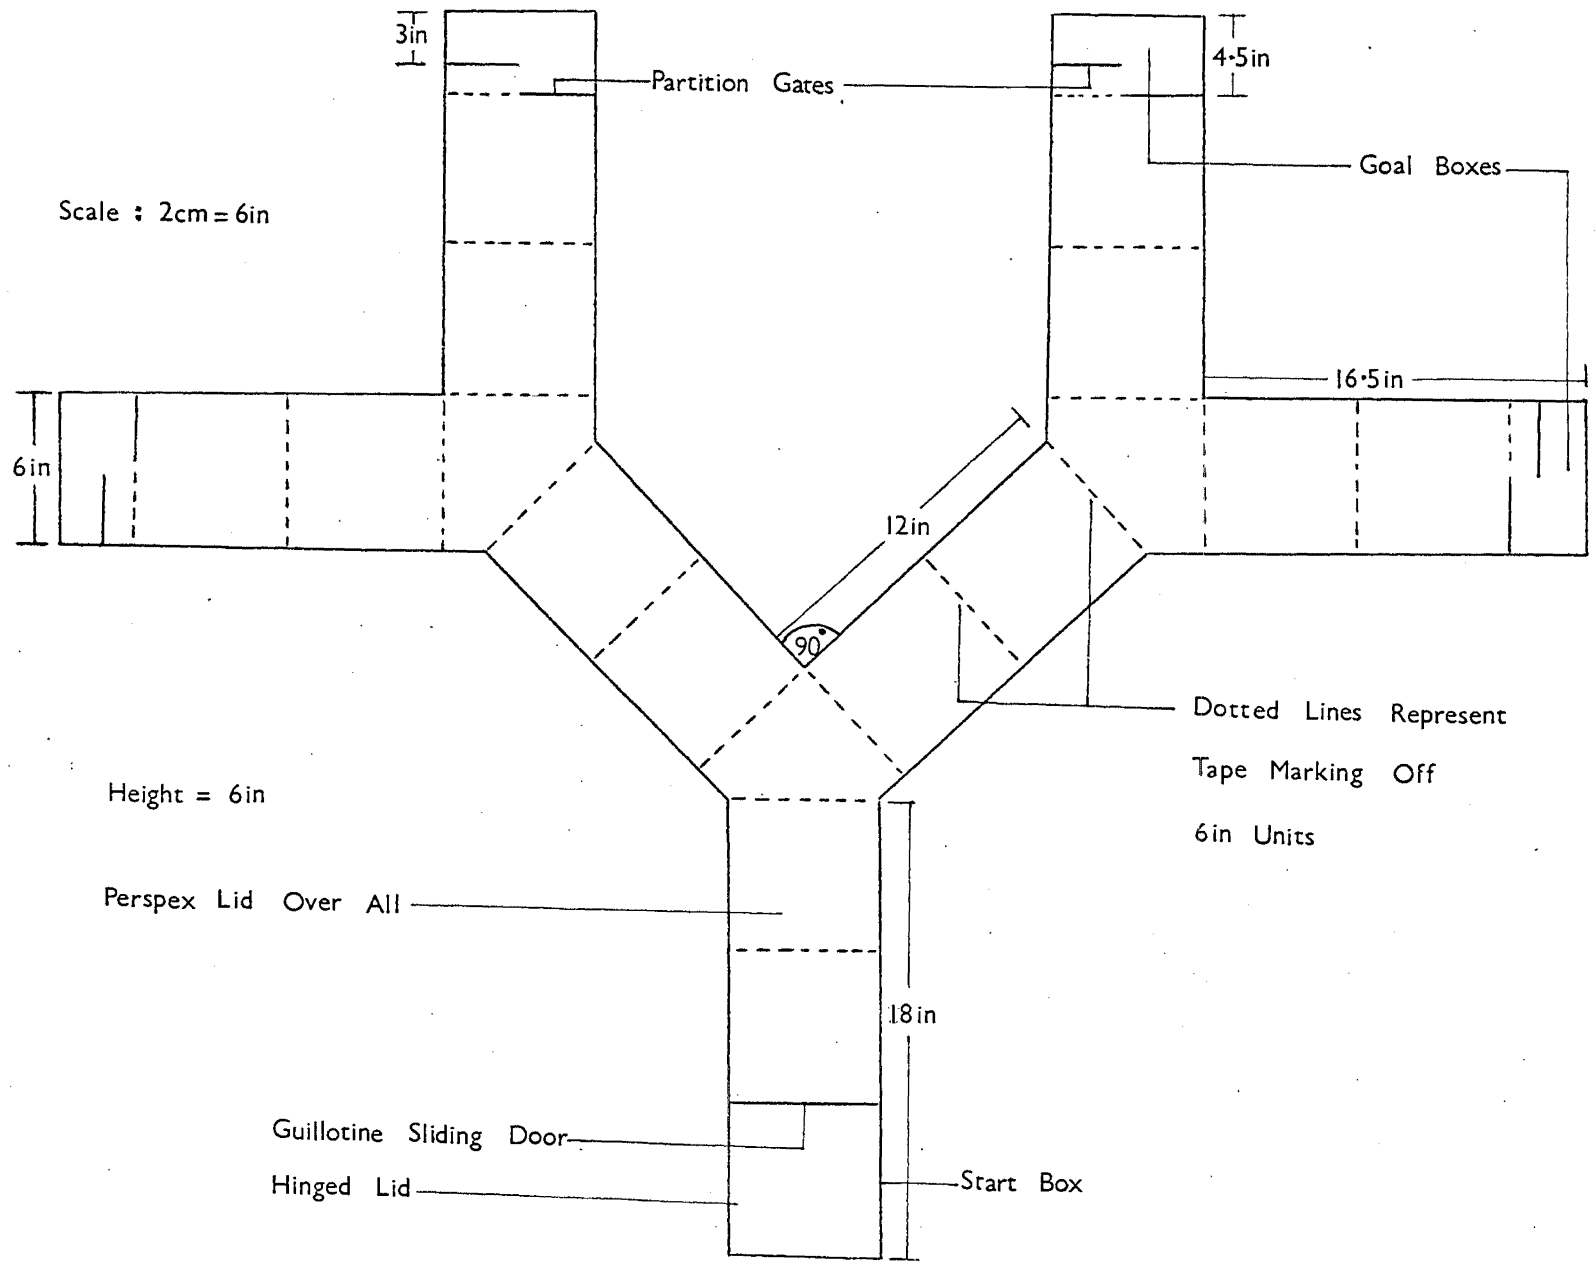 3in
4·5in
Partition Gates
Goal Boxes
Scale : 2cm = 6in
16·5in
6in
12in
90°
Dotted Lines Represent
Tape Marking Off
6in Units
Height = 6in
Perspex Lid Over All
18in
Guillotine Sliding Door
Hinged Lid
Start Box